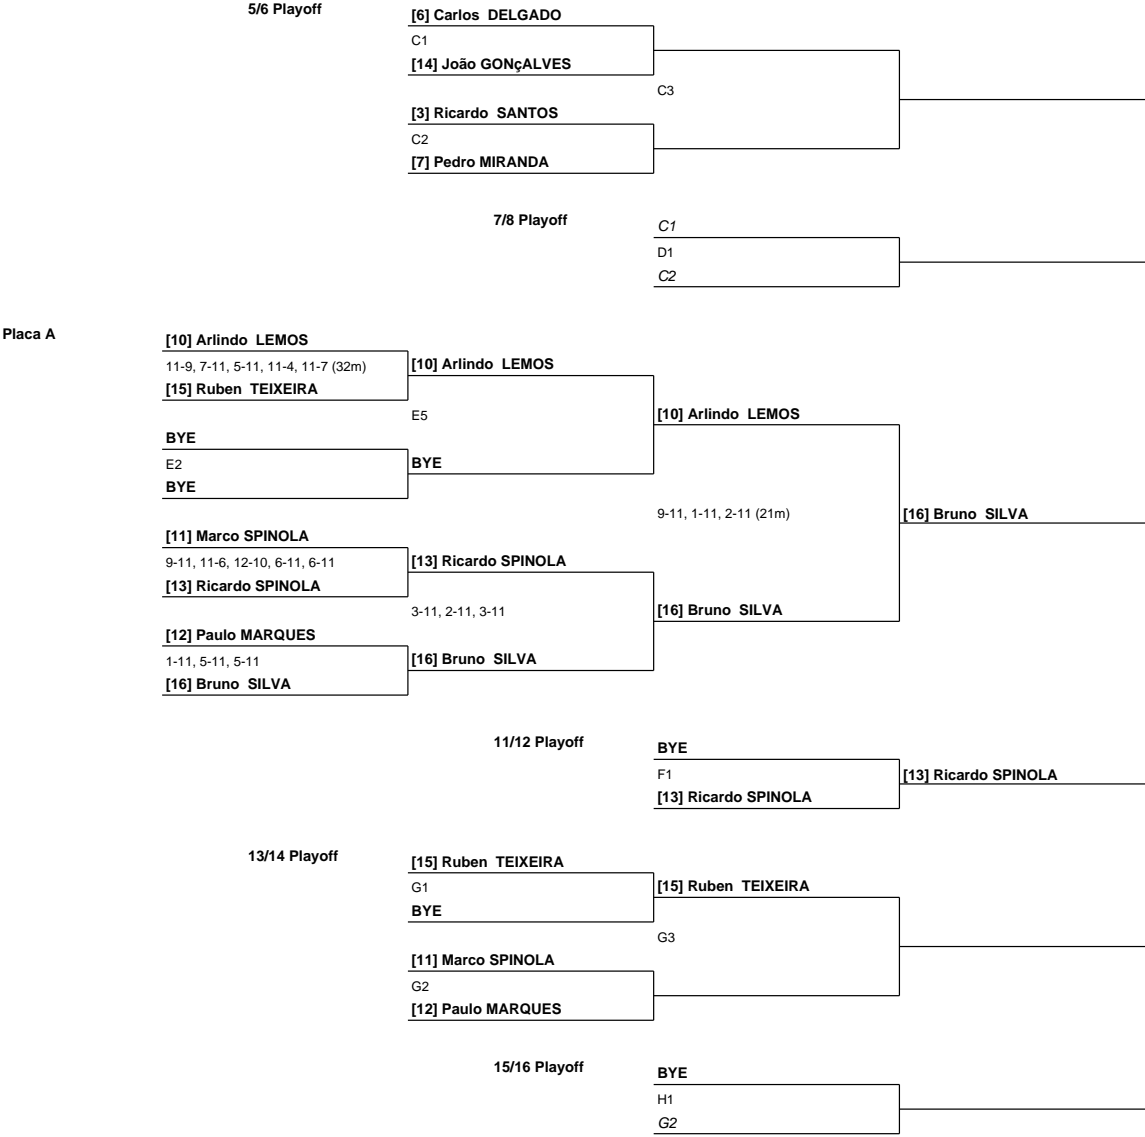 5/6 Playoff
[6] Carlos DELGADO
C1
[14] João GONçALVES
C3
[3] Ricardo SANTOS
C2
[7] Pedro MIRANDA
7/8 Playoff
C1
D1
C2
Placa A
[10] Arlindo LEMOS
11-9, 7-11, 5-11, 11-4, 11-7 (32m)
[10] Arlindo LEMOS
[15] Ruben TEIXEIRA
E5
[10] Arlindo LEMOS
BYE
E2
BYE
BYE
9-11, 1-11, 2-11 (21m)
[16] Bruno SILVA
[11] Marco SPINOLA
9-11, 11-6, 12-10, 6-11, 6-11
[13] Ricardo SPINOLA
[13] Ricardo SPINOLA
3-11, 2-11, 3-11
[16] Bruno SILVA
[12] Paulo MARQUES
1-11, 5-11, 5-11
[16] Bruno SILVA
[16] Bruno SILVA
11/12 Playoff
BYE
F1
[13] Ricardo SPINOLA
[13] Ricardo SPINOLA
13/14 Playoff
[15] Ruben TEIXEIRA
G1
[15] Ruben TEIXEIRA
BYE
G3
[11] Marco SPINOLA
G2
[12] Paulo MARQUES
15/16 Playoff
BYE
H1
G2